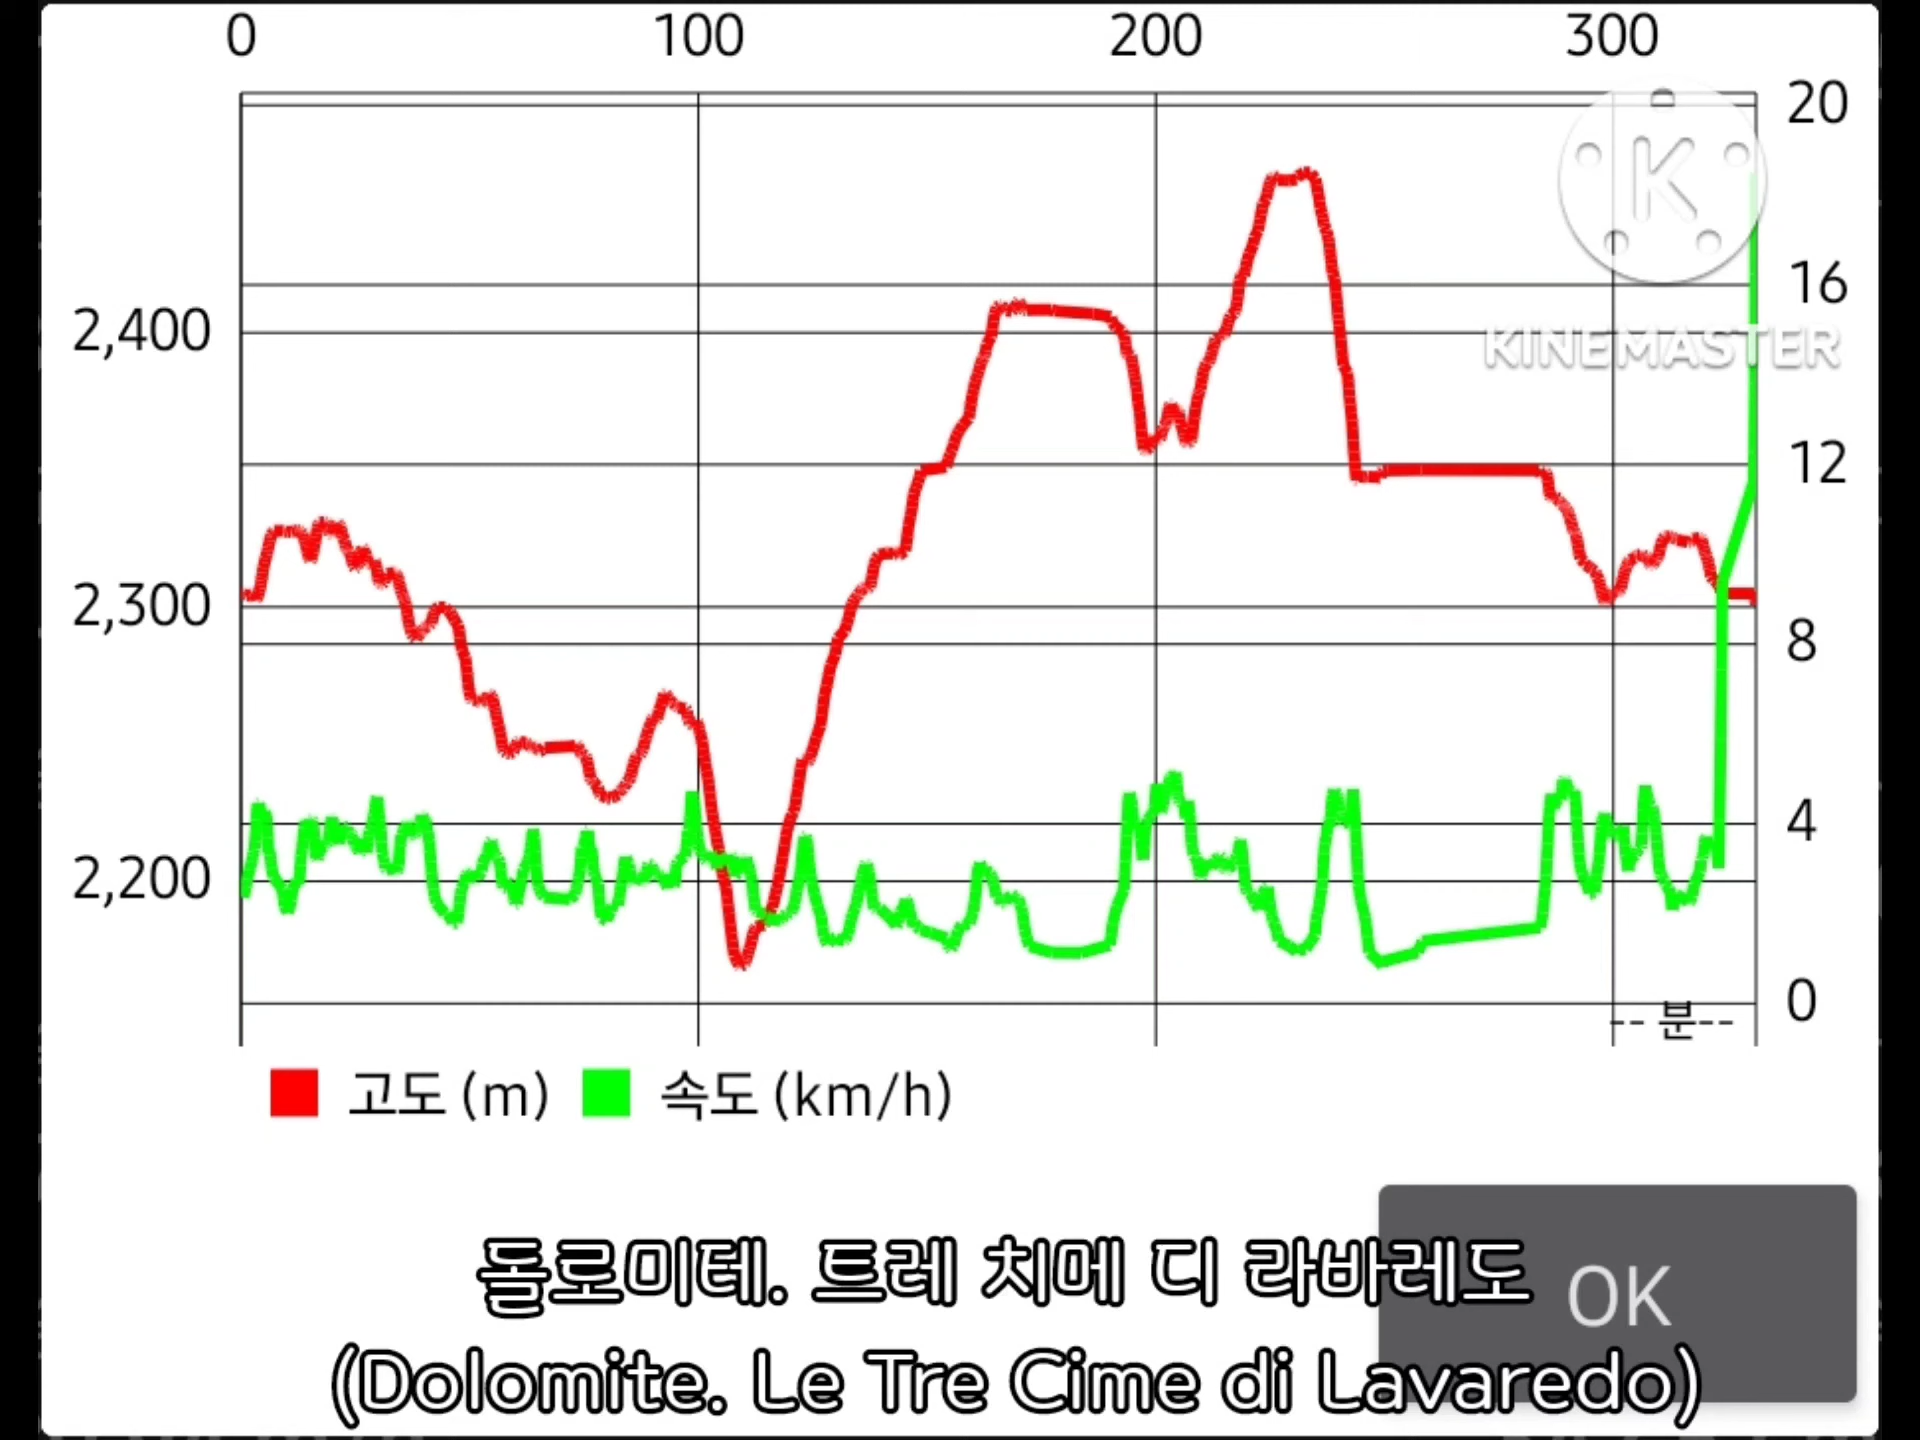 0 100 200 300
20
16
2,400
KINEMASTER
12
2,300
8
4
2,200
0
-- 분--
고도 (m) 속도 (km/h)
OK
돌로미테. 트레 치메 디 라바레도
(Dolomite. Le Tre Cime di Lavaredo)